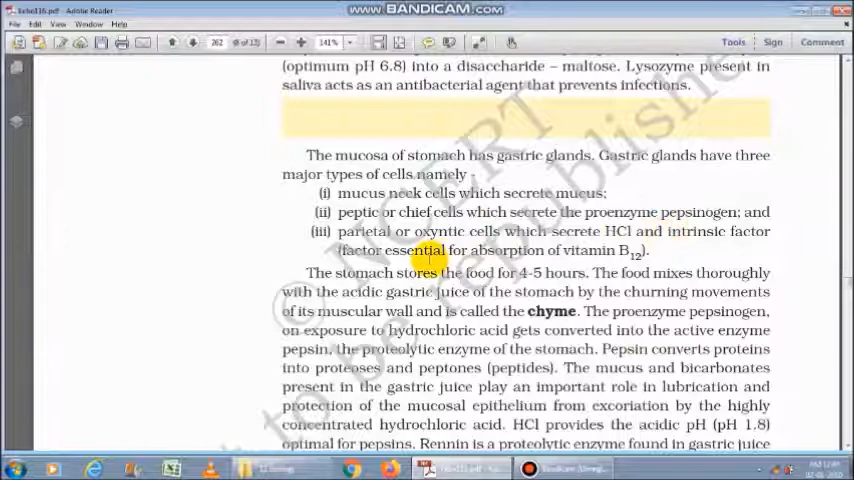 kebo116.pdf - Adobe Reader
WWW.BANDICAM.COM
File Edit View Window Help
262
141%
Tools Sign Comment
(optimum pH 6.8) into a disaccharide – maltose. Lysozyme present in
saliva acts as an antibacterial agent that prevents infections.
The mucosa of stomach has gastric glands. Gastric glands have three
major types of cells namely -
(i) mucus neck cells which secrete mucus;
(ii) peptic or chief cells which secrete the proenzyme pepsinogen; and
(iii) parietal or oxyntic cells which secrete HCl and intrinsic factor
(factor essential for absorption of vitamin B12).
The stomach stores the food for 4-5 hours. The food mixes thoroughly
with the acidic gastric juice of the stomach by the churning movements
of its muscular wall and is called the chyme. The proenzyme pepsinogen,
on exposure to hydrochloric acid gets converted into the active enzyme
pepsin, the proteolytic enzyme of the stomach. Pepsin converts proteins
into proteoses and peptones (peptides). The mucus and bicarbonates
present in the gastric juice play an important role in lubrication and
protection of the mucosal epithelium from excoriation by the highly
concentrated hydrochloric acid. HCl provides the acidic pH (pH 1.8)
optimal for pepsins. Rennin is a proteolytic enzyme found in gastric juice
© NCERT
not to be republished